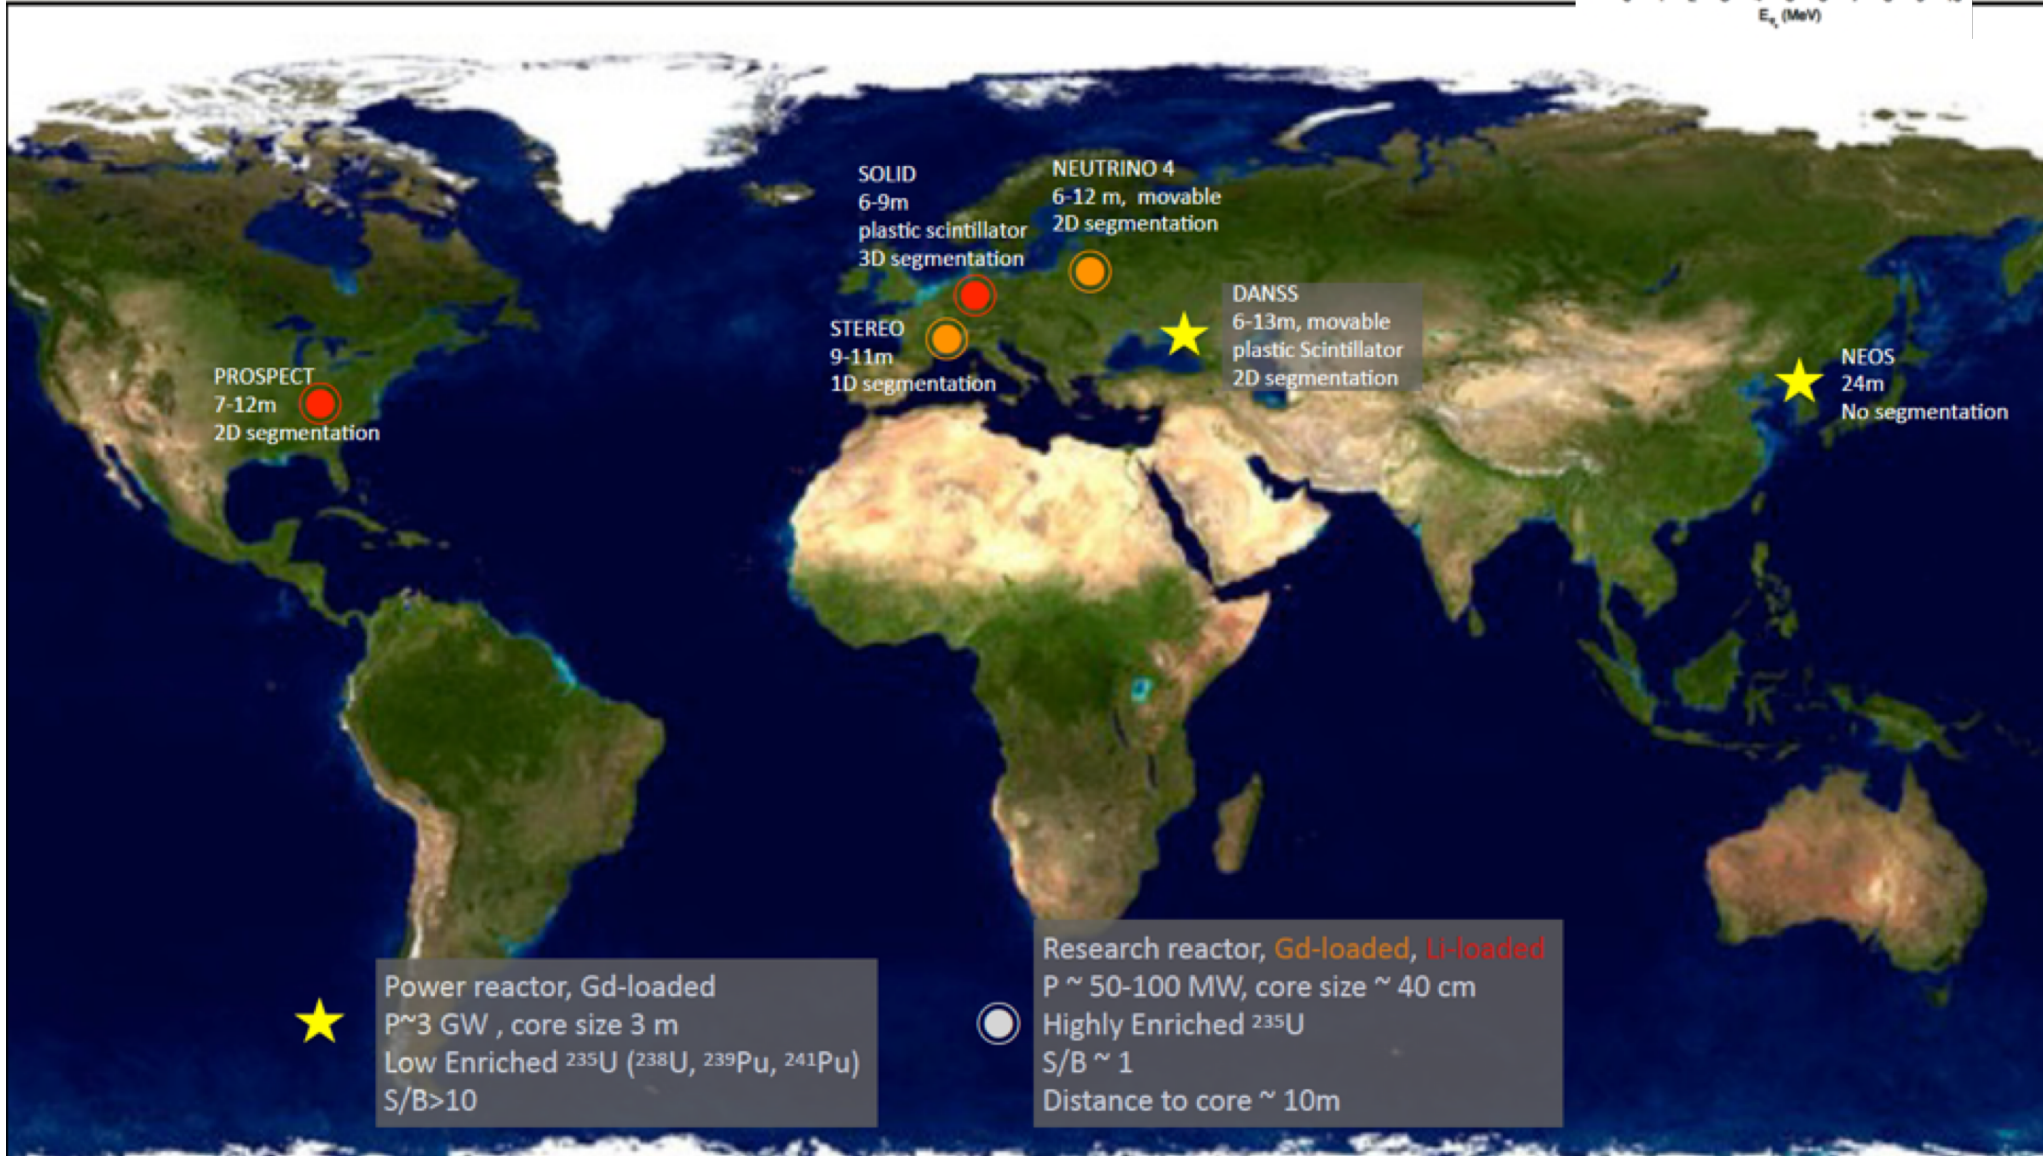 E_ν̄e (MeV)
SOLID
6-9m
plastic scintillator
3D segmentation
NEUTRINO 4
6-12 m, movable
2D segmentation
DANSS
6-13m, movable
plastic Scintillator
2D segmentation
STEREO
9-11m
1D segmentation
NEOS
24m
No segmentation
PROSPECT
7-12m
2D segmentation
Power reactor, Gd-loaded
P~3 GW , core size 3 m
Low Enriched ²³⁵U (²³⁸U, ²³⁹Pu, ²⁴¹Pu)
S/B>10
Research reactor, Gd-loaded, Li-loaded
P ~ 50-100 MW, core size ~ 40 cm
Highly Enriched ²³⁵U
S/B ~ 1
Distance to core ~ 10m